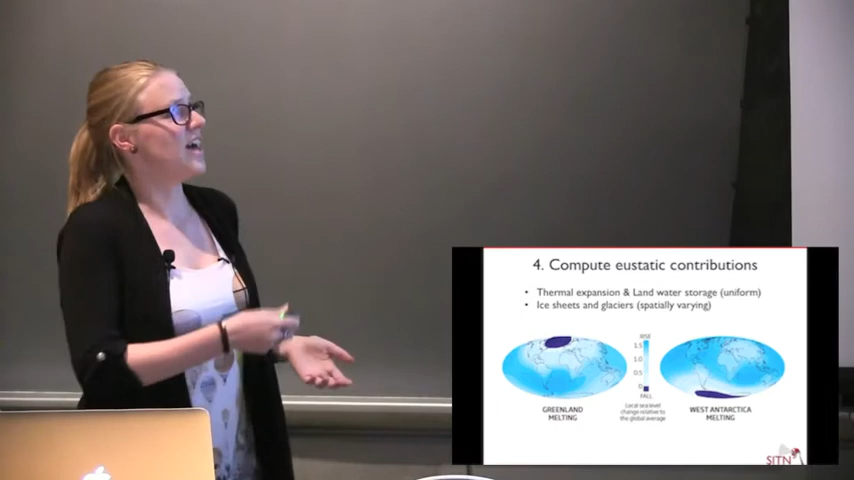 4. Compute eustatic contributions
• Thermal expansion & Land water storage (uniform)
• Ice sheets and glaciers (spatially varying)
RISE
1.5
1.0
0.5
0
FALL
Local sea level
change relative to
the global average
GREENLAND
MELTING
WEST ANTARCTICA
MELTING
SITN